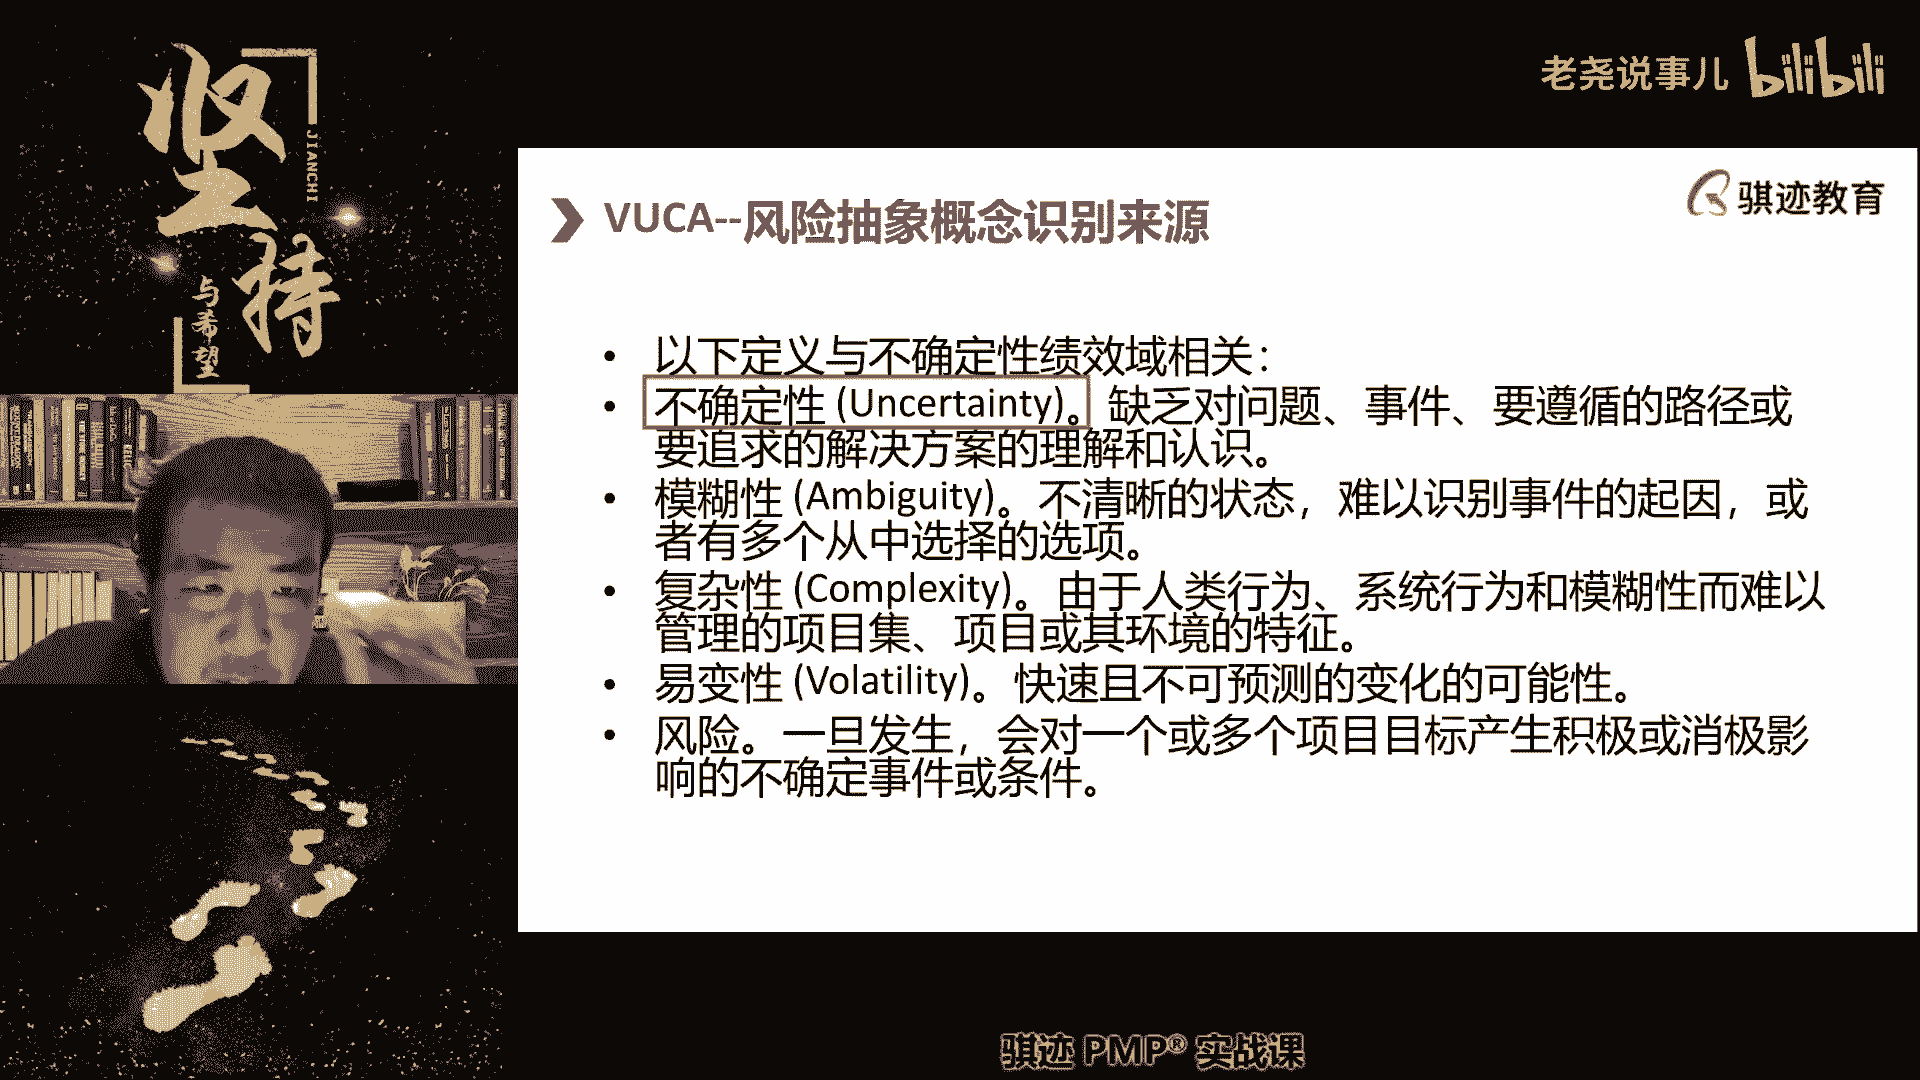 坚持
JIANCHI
与希望
老尧说事儿 bilibili
骐迹教育
VUCA--风险抽象概念识别来源
• 以下定义与不确定性绩效域相关：
• 不确定性 (Uncertainty)。缺乏对问题、事件、要遵循的路径或
要追求的解决方案的理解和认识。
• 模糊性 (Ambiguity)。不清晰的状态，难以识别事件的起因，或
者有多个从中选择的选项。
• 复杂性 (Complexity)。由于人类行为、系统行为和模糊性而难以
管理的项目集、项目或其环境的特征。
• 易变性 (Volatility)。快速且不可预测的变化的可能性。
• 风险。一旦发生，会对一个或多个项目目标产生积极或消极影
响的不确定事件或条件。
骐迹 PMP® 实战课